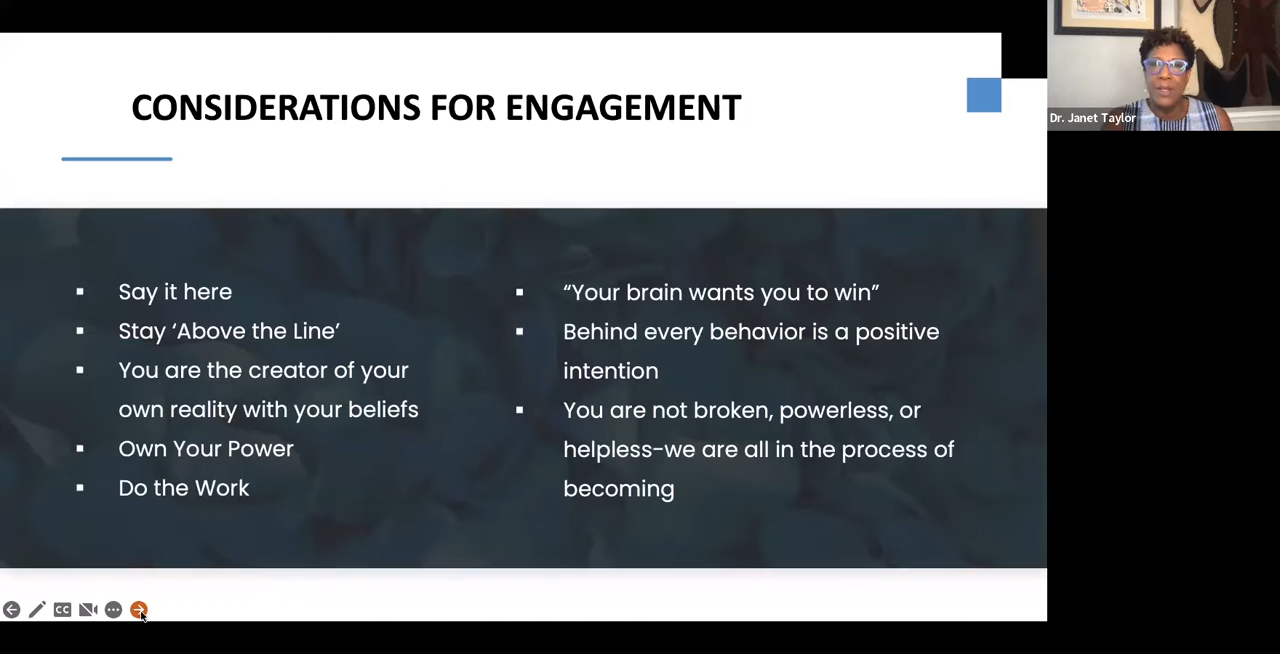 CONSIDERATIONS FOR ENGAGEMENT
Say it here
Stay ‘Above the Line’
You are the creator of your
own reality with your beliefs
Own Your Power
Do the Work
“Your brain wants you to win”
Behind every behavior is a positive
intention
You are not broken, powerless, or
helpless-we are all in the process of
becoming
Dr. Janet Taylor
CC